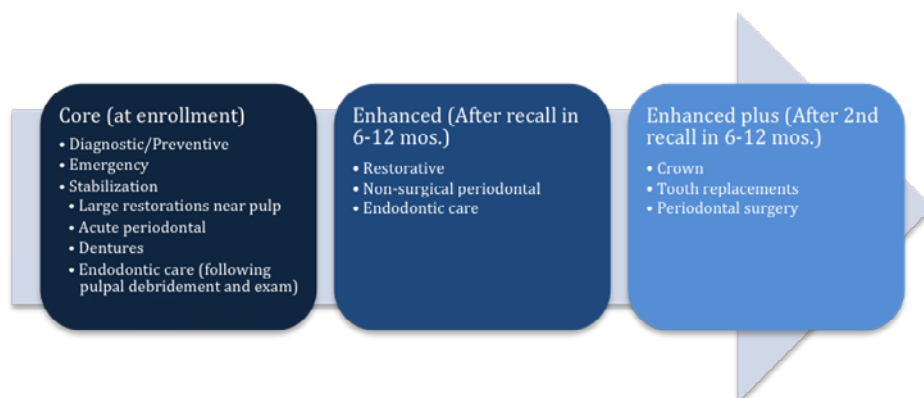 Core (at enrollment)
• Diagnostic/Preventive
• Emergency
• Stabilization
• Large restorations near pulp
• Acute periodontal
• Dentures
• Endodontic care (following
pulpal debridement and exam)
Enhanced (After recall in
6-12 mos.)
• Restorative
• Non-surgical periodontal
• Endodontic care
Enhanced plus (After 2nd
recall in 6-12 mos.)
• Crown
• Tooth replacements
• Periodontal surgery